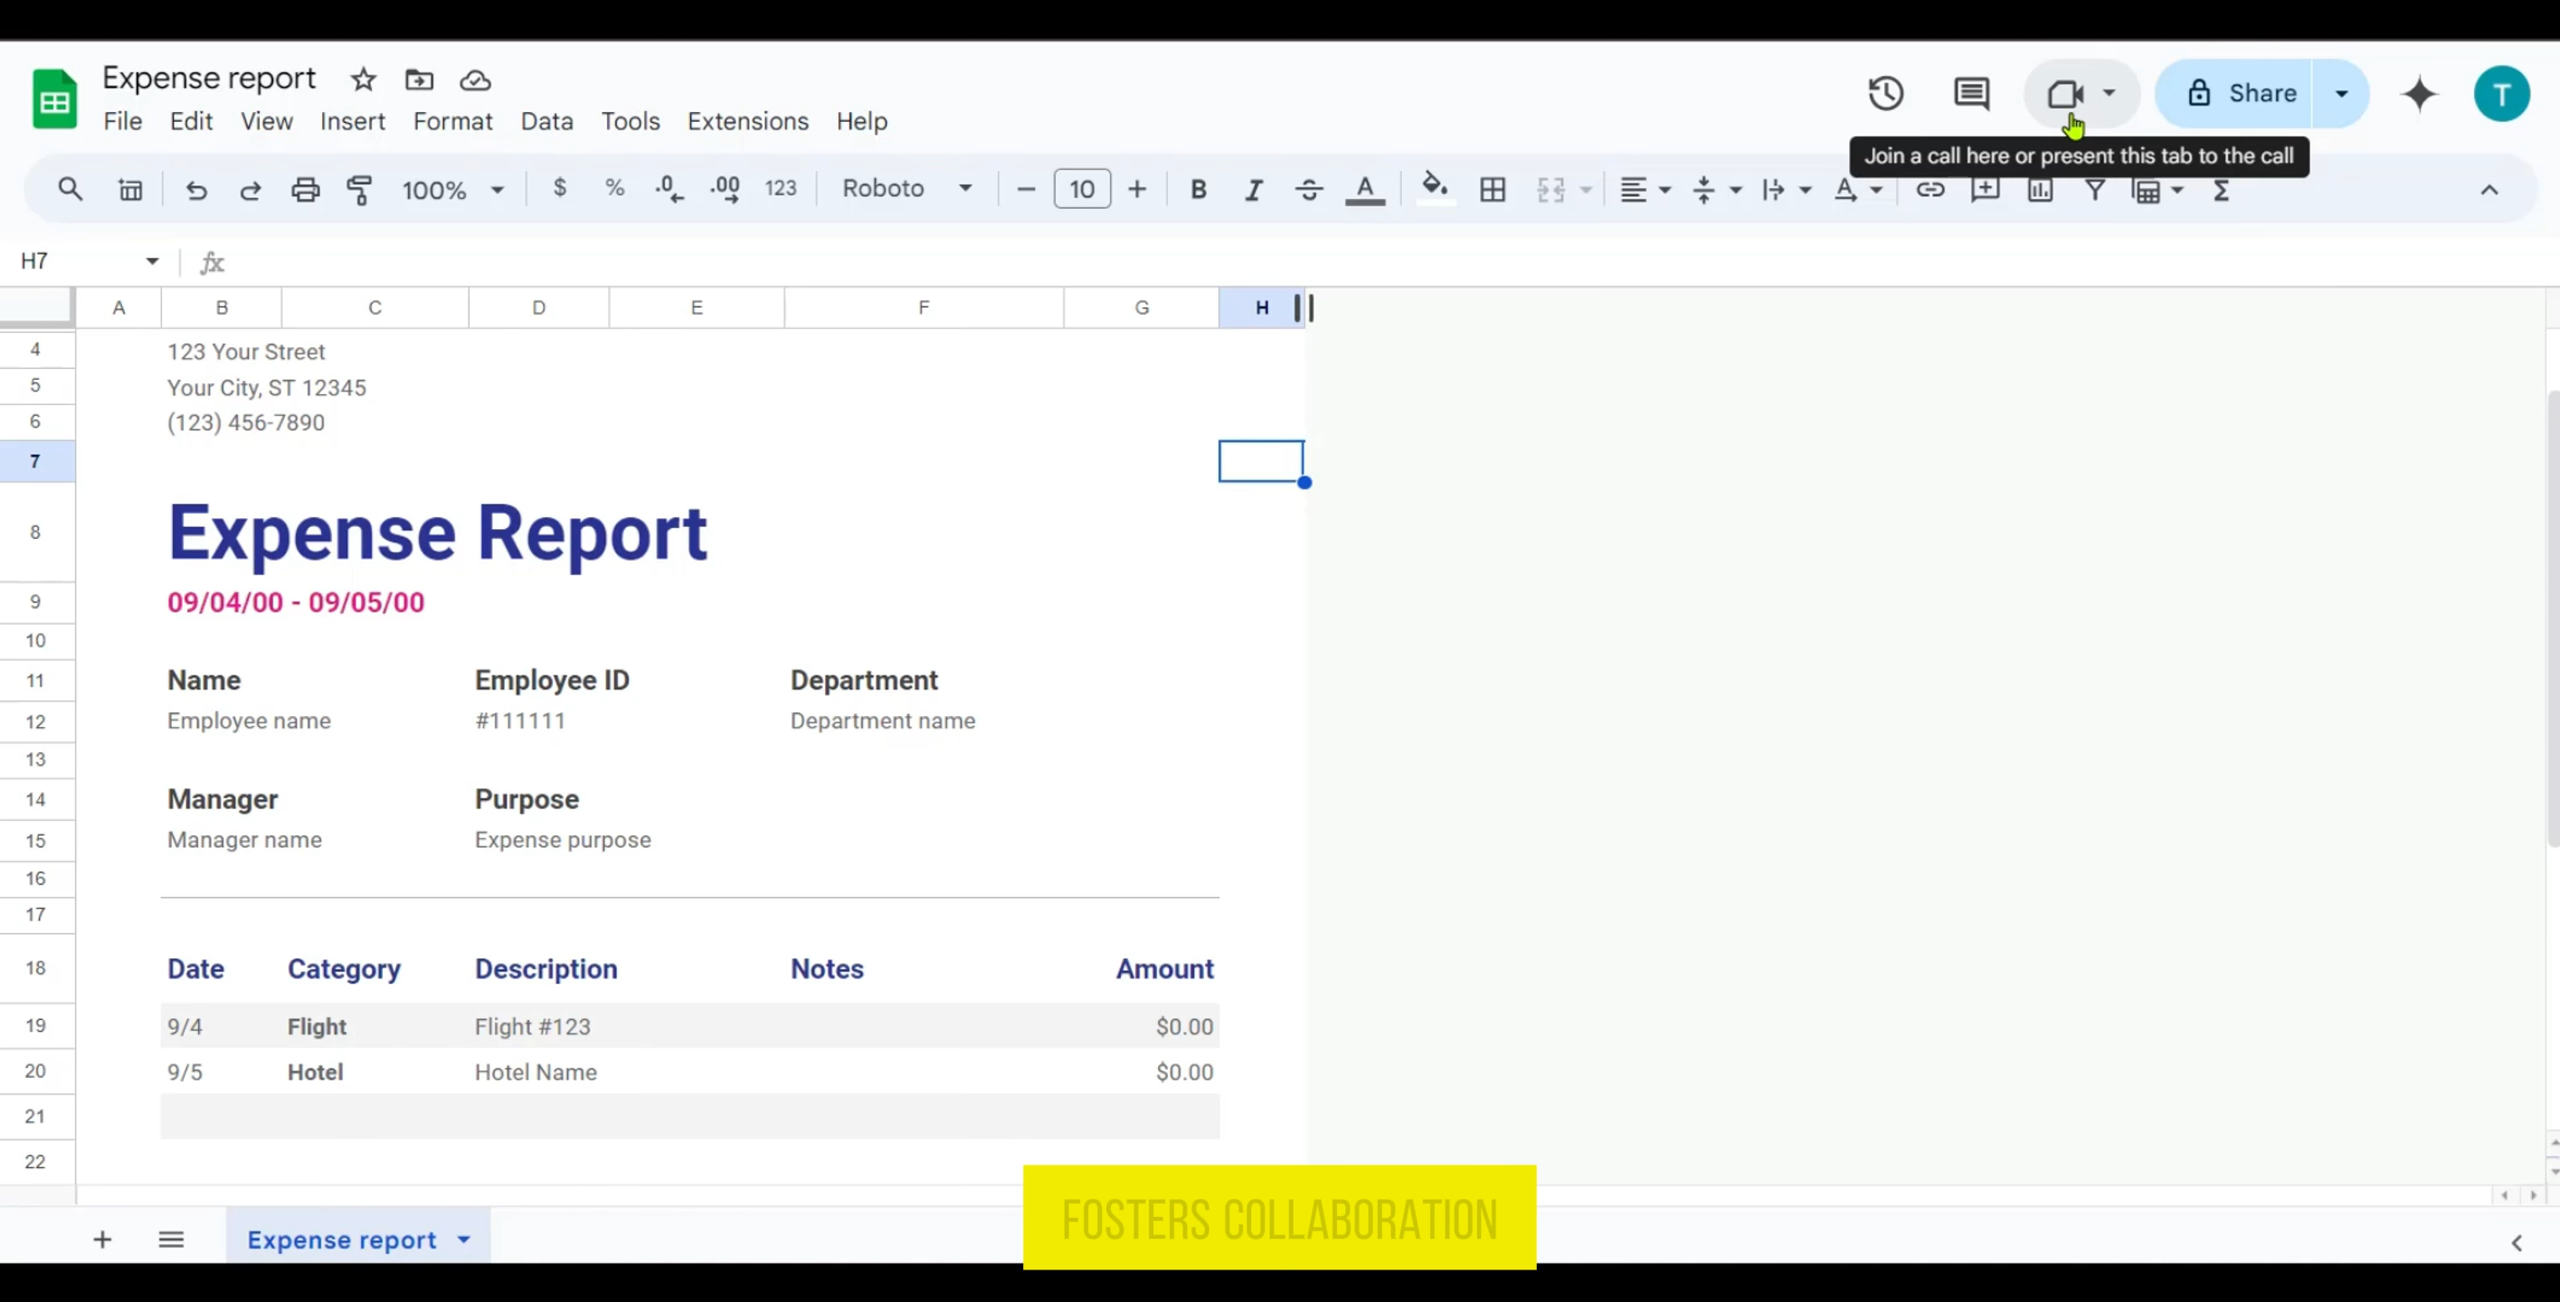 Expense report
File Edit View Insert Format Data Tools Extensions Help
Share
T
Join a call here or present this tab to the call
100% $ % .0 .00 123 Roboto 10 B I S A A Σ
H7 fx
A B C D E F G H
4 123 Your Street
5 Your City, ST 12345
6 (123) 456-7890
7
8 Expense Report
9 09/04/00 - 09/05/00
10
11 Name Employee ID Department
12 Employee name #111111 Department name
13
14 Manager Purpose
15 Manager name Expense purpose
16
17
18 Date Category Description Notes Amount
19 9/4 Flight Flight #123 $0.00
20 9/5 Hotel Hotel Name $0.00
21
22
FOSTERS COLLABORATION
Expense report